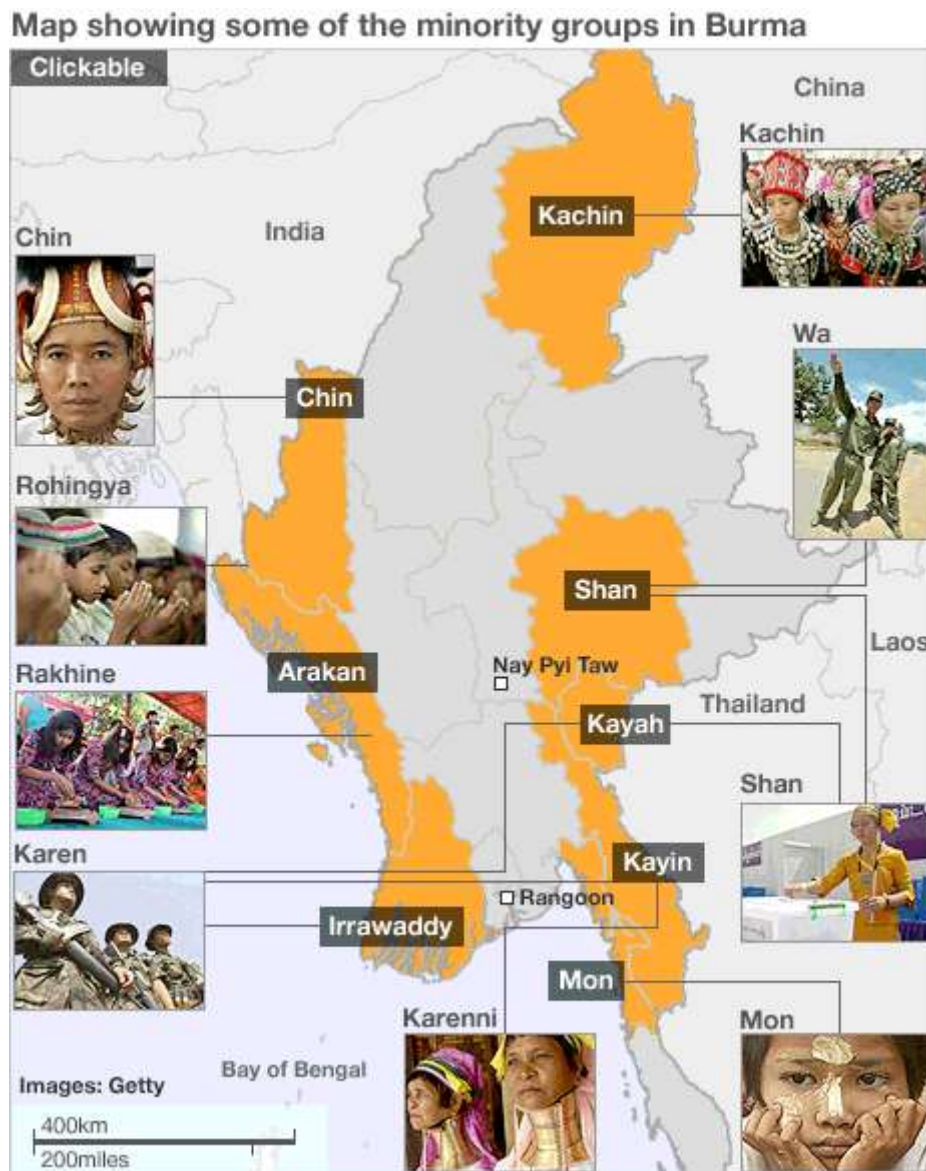 Map showing some of the minority groups in Burma
Clickable
China
Kachin
Kachin
India
Chin
Wa
Chin
Rohingya
Shan
Laos
Nay Pyi Taw
Arakan
Rakhine
Thailand
Kayah
Shan
Karen
Kayin
Rangoon
Irrawaddy
Mon
Karenni
Mon
Bay of Bengal
Images: Getty
400km
200miles